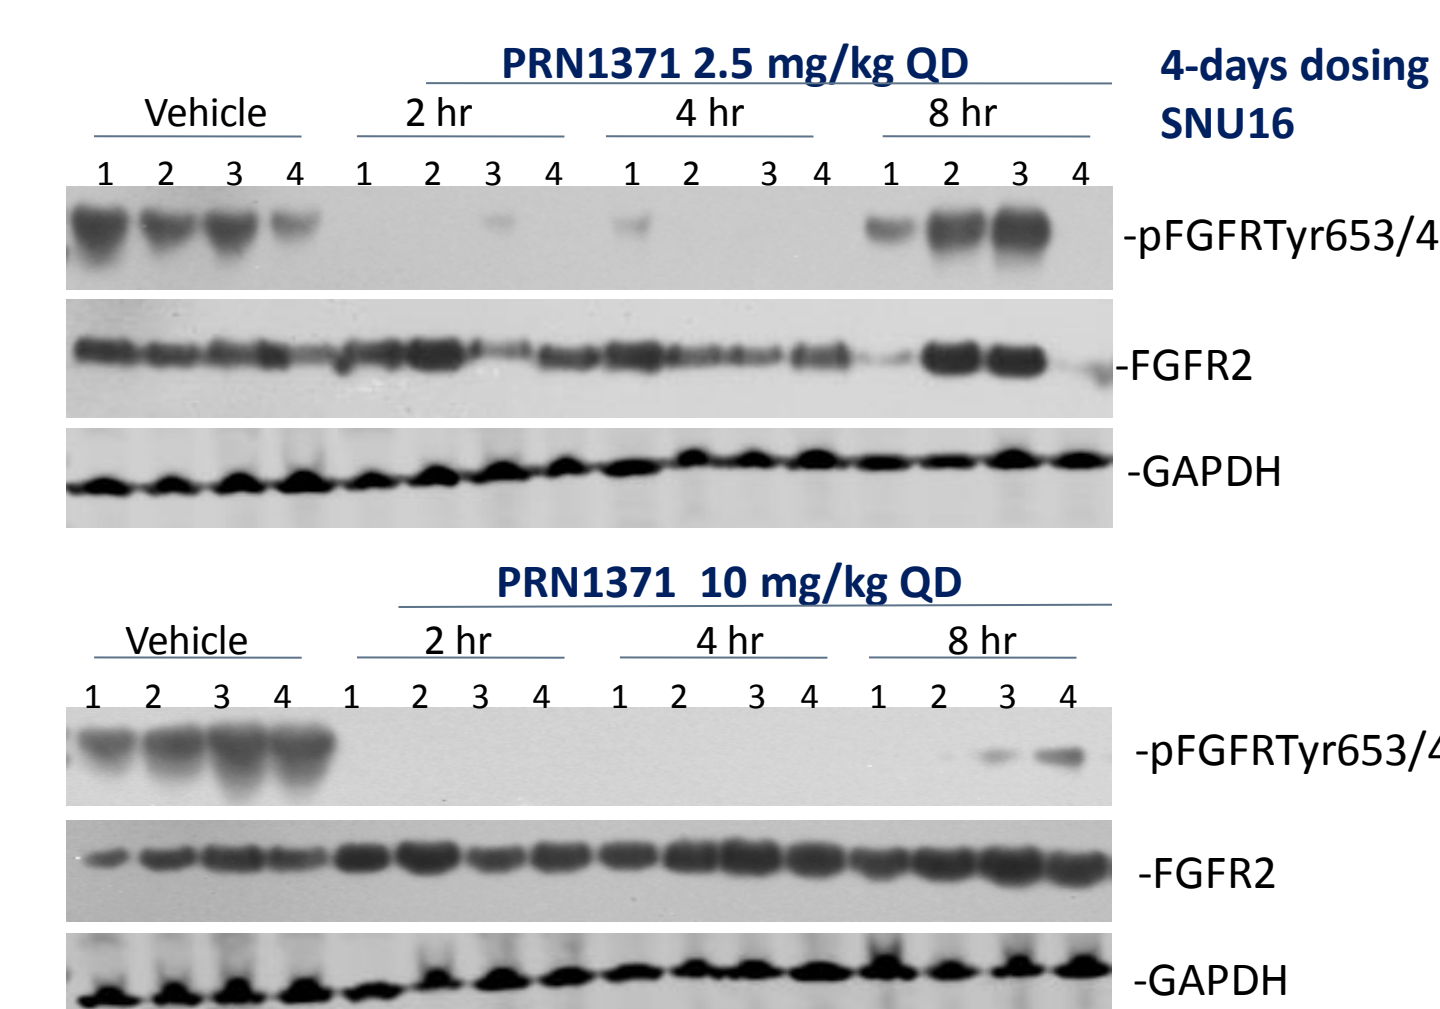 PRN1371 2.5 mg/kg QD
4-days dosing
SNU16
Vehicle 2 hr 4 hr 8 hr
1 2 3 4 1 2 3 4 1 2 3 4 1 2 3 4
-pFGFRTyr653/4
-FGFR2
-GAPDH
PRN1371 10 mg/kg QD
Vehicle 2 hr 4 hr 8 hr
1 2 3 4 1 2 3 4 1 2 3 4 1 2 3 4
-pFGFRTyr653/4
-FGFR2
-GAPDH